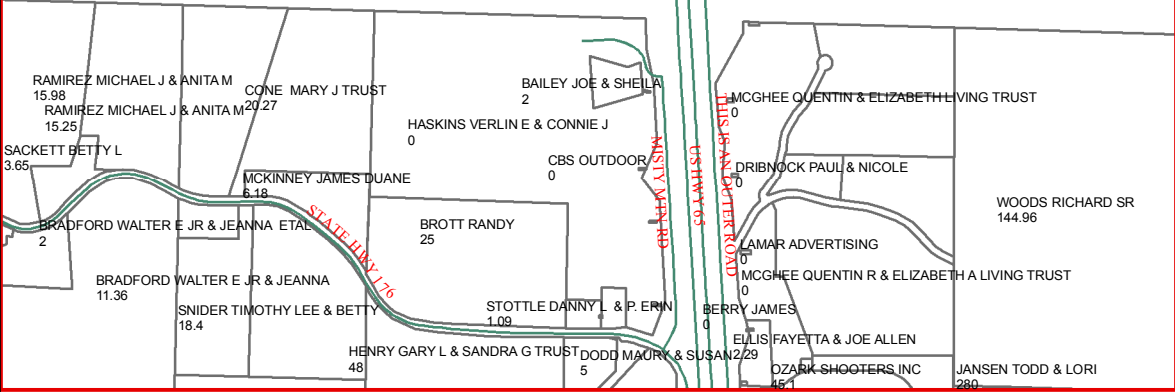 RAMIREZ MICHAEL J & ANITA M
15.98
RAMIREZ MICHAEL J & ANITA M
15.25
SACKETT BETTY L
3.65
CONE MARY J TRUST
20.27
BAILEY JOE & SHEILA
2
HASKINS VERLIN E & CONNIE J
0
CBS OUTDOOR
0
MCKINNEY JAMES DUANE
6.18
BRADFORD WALTER E JR & JEANNA ETAL
2
BROTT RANDY
25
BRADFORD WALTER E JR & JEANNA
11.36
SNIDER TIMOTHY LEE & BETTY
18.4
STATE HWY 176
STOTTLE DANNY L & P. ERIN
1.09
HENRY GARY L & SANDRA G TRUST
48
DODD MAURY & SUSAN
5
MISTY MTN RD
US HWY 65
THIS IS AN OUTER ROAD
MCGHEE QUENTIN & ELIZABETH LIVING TRUST
0
DRIBNOCK PAUL & NICOLE
0
WOODS RICHARD SR
144.96
LAMAR ADVERTISING
0
MCGHEE QUENTIN R & ELIZABETH A LIVING TRUST
0
BERRY JAMES
0
ELLIS FAYETTA & JOE ALLEN
2.29
OZARK SHOOTERS INC
45.1
JANSEN TODD & LORI
280